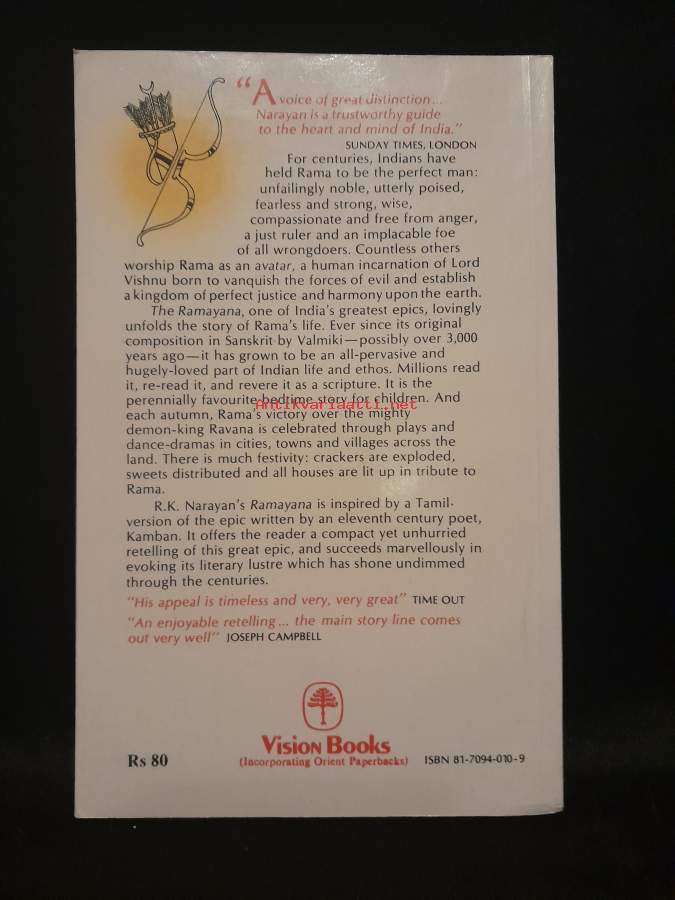 "A voice of great distinction...
Narayan is a trustworthy guide
to the heart and mind of India."
SUNDAY TIMES, LONDON
For centuries, Indians have
held Rama to be the perfect man:
unfailingly noble, utterly poised,
fearless and strong, wise,
compassionate and free from anger,
a just ruler and an implacable foe
of all wrongdoers. Countless others
worship Rama as an avatar, a human incarnation of Lord
Vishnu born to vanquish the forces of evil and establish
a kingdom of perfect justice and harmony upon the earth.
The Ramayana, one of India's greatest epics, lovingly
unfolds the story of Rama's life. Ever since its original
composition in Sanskrit by Valmiki—possibly over 3,000
years ago—it has grown to be an all-pervasive and
hugely-loved part of Indian life and ethos. Millions read
it, re-read it, and revere it as a scripture. It is the
perennially favourite bedtime story for children. And
Antikvariaatti.net
each autumn, Rama's victory over the mighty
demon-king Ravana is celebrated through plays and
dance-dramas in cities, towns and villages across the
land. There is much festivity: crackers are exploded,
sweets distributed and all houses are lit up in tribute to
Rama.
R.K. Narayan's Ramayana is inspired by a Tamil
version of the epic written by an eleventh century poet,
Kamban. It offers the reader a compact yet unhurried
retelling of this great epic, and succeeds marvellously in
evoking its literary lustre which has shone undimmed
through the centuries.
"His appeal is timeless and very, very great" TIME OUT
"An enjoyable retelling... the main story line comes
out very well" JOSEPH CAMPBELL
Vision Books
(Incorporating Orient Paperbacks)
Rs 80
ISBN 81-7094-010-9